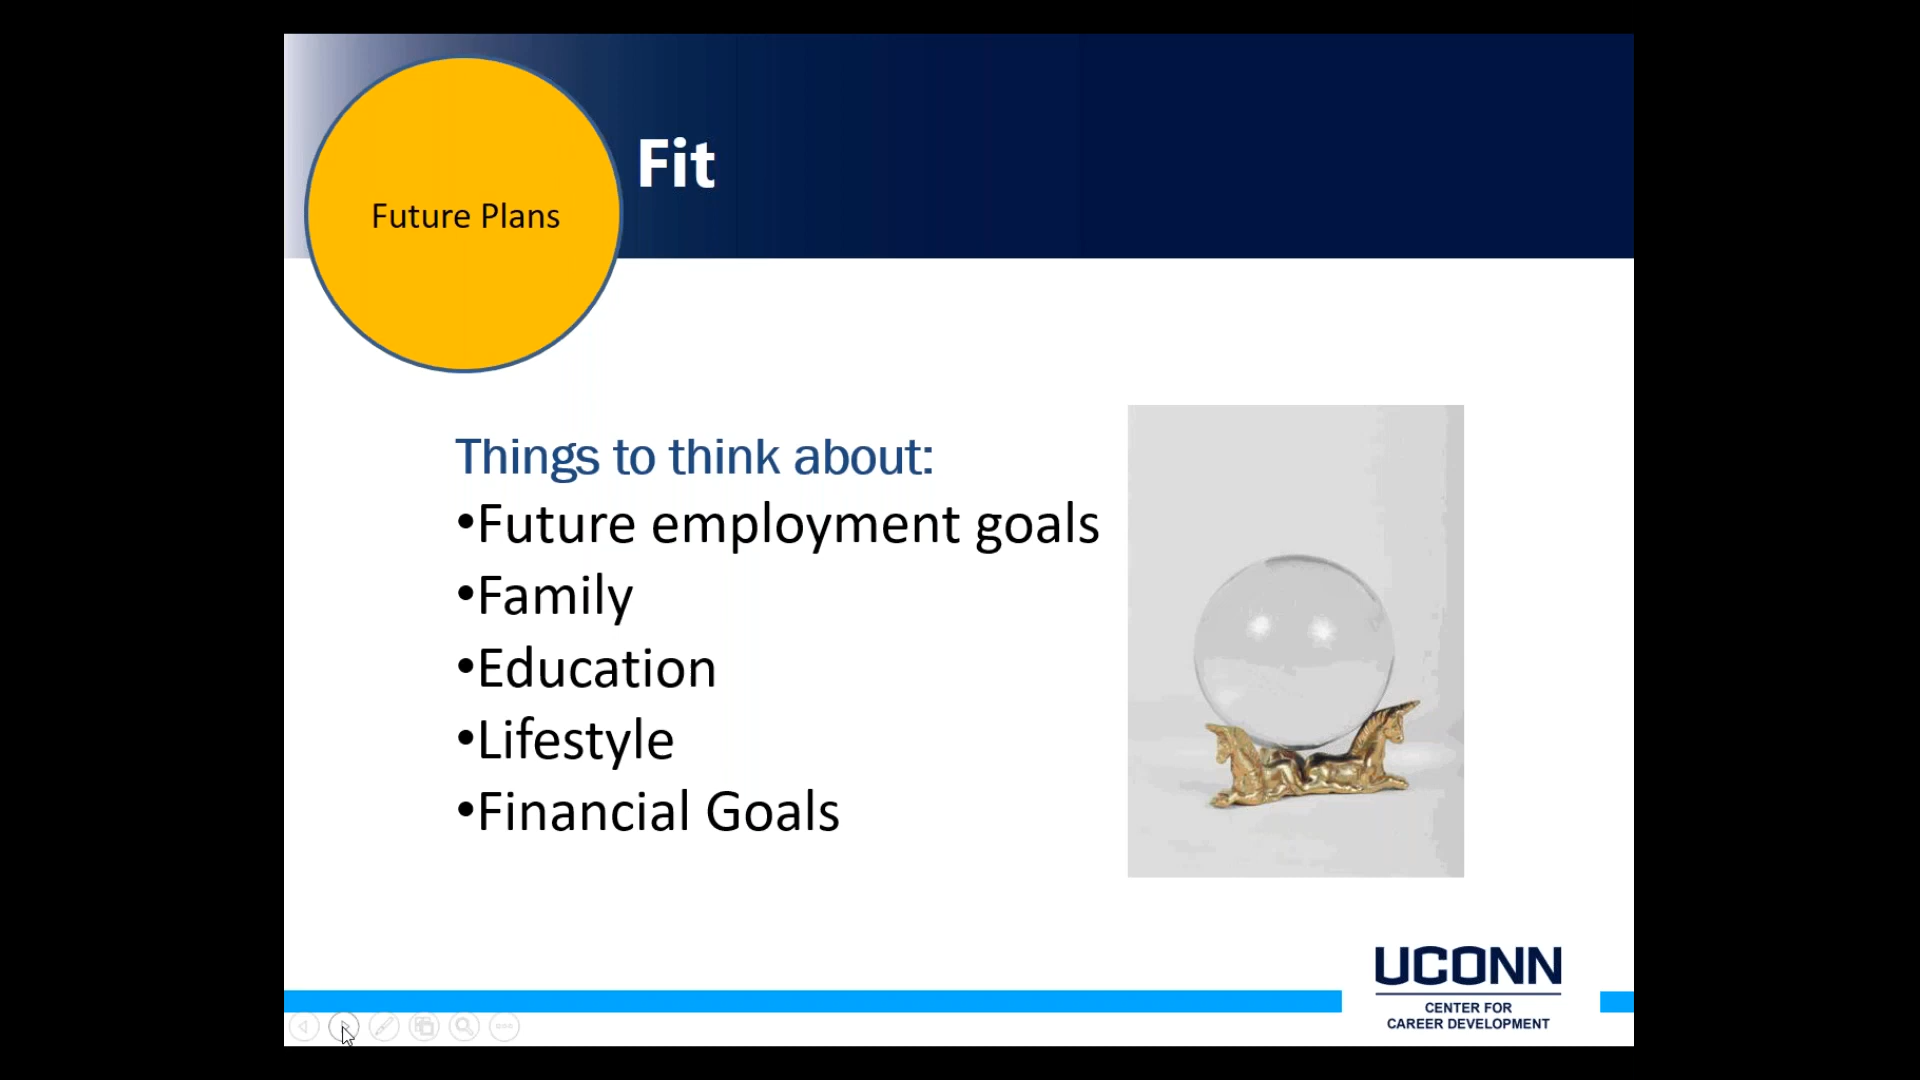 Fit
Future Plans
Things to think about:
•Future employment goals
•Family
•Education
•Lifestyle
•Financial Goals
UCONN
CENTER FOR
CAREER DEVELOPMENT